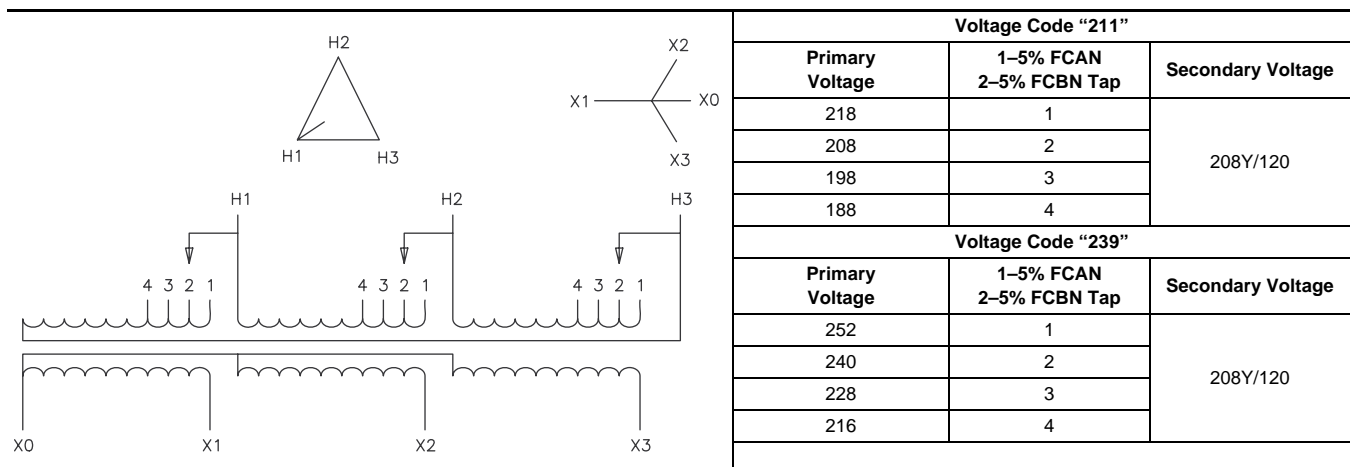 H2
H1
H3
X2
X1
X0
X3
H1
H2
H3
4 3 2 1
4 3 2 1
4 3 2 1
X0
X1
X2
X3
Voltage Code “211”
Primary Voltage
1–5% FCAN
2–5% FCBN Tap
Secondary Voltage
218
1
208
2
198
3
188
4
208Y/120
Voltage Code “239”
Primary Voltage
1–5% FCAN
2–5% FCBN Tap
Secondary Voltage
252
1
240
2
228
3
216
4
208Y/120